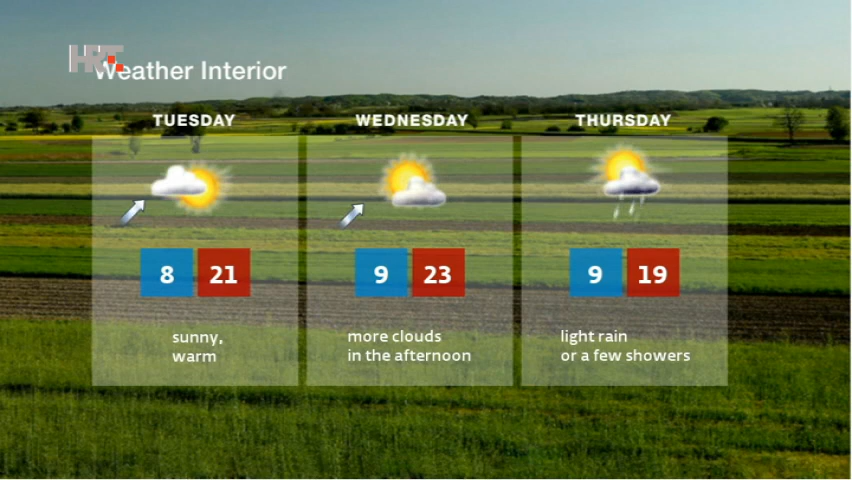 HRT
Weather Interior
TUESDAY
8 21
sunny,
warm
WEDNESDAY
9 23
more clouds
in the afternoon
THURSDAY
9 19
light rain
or a few showers